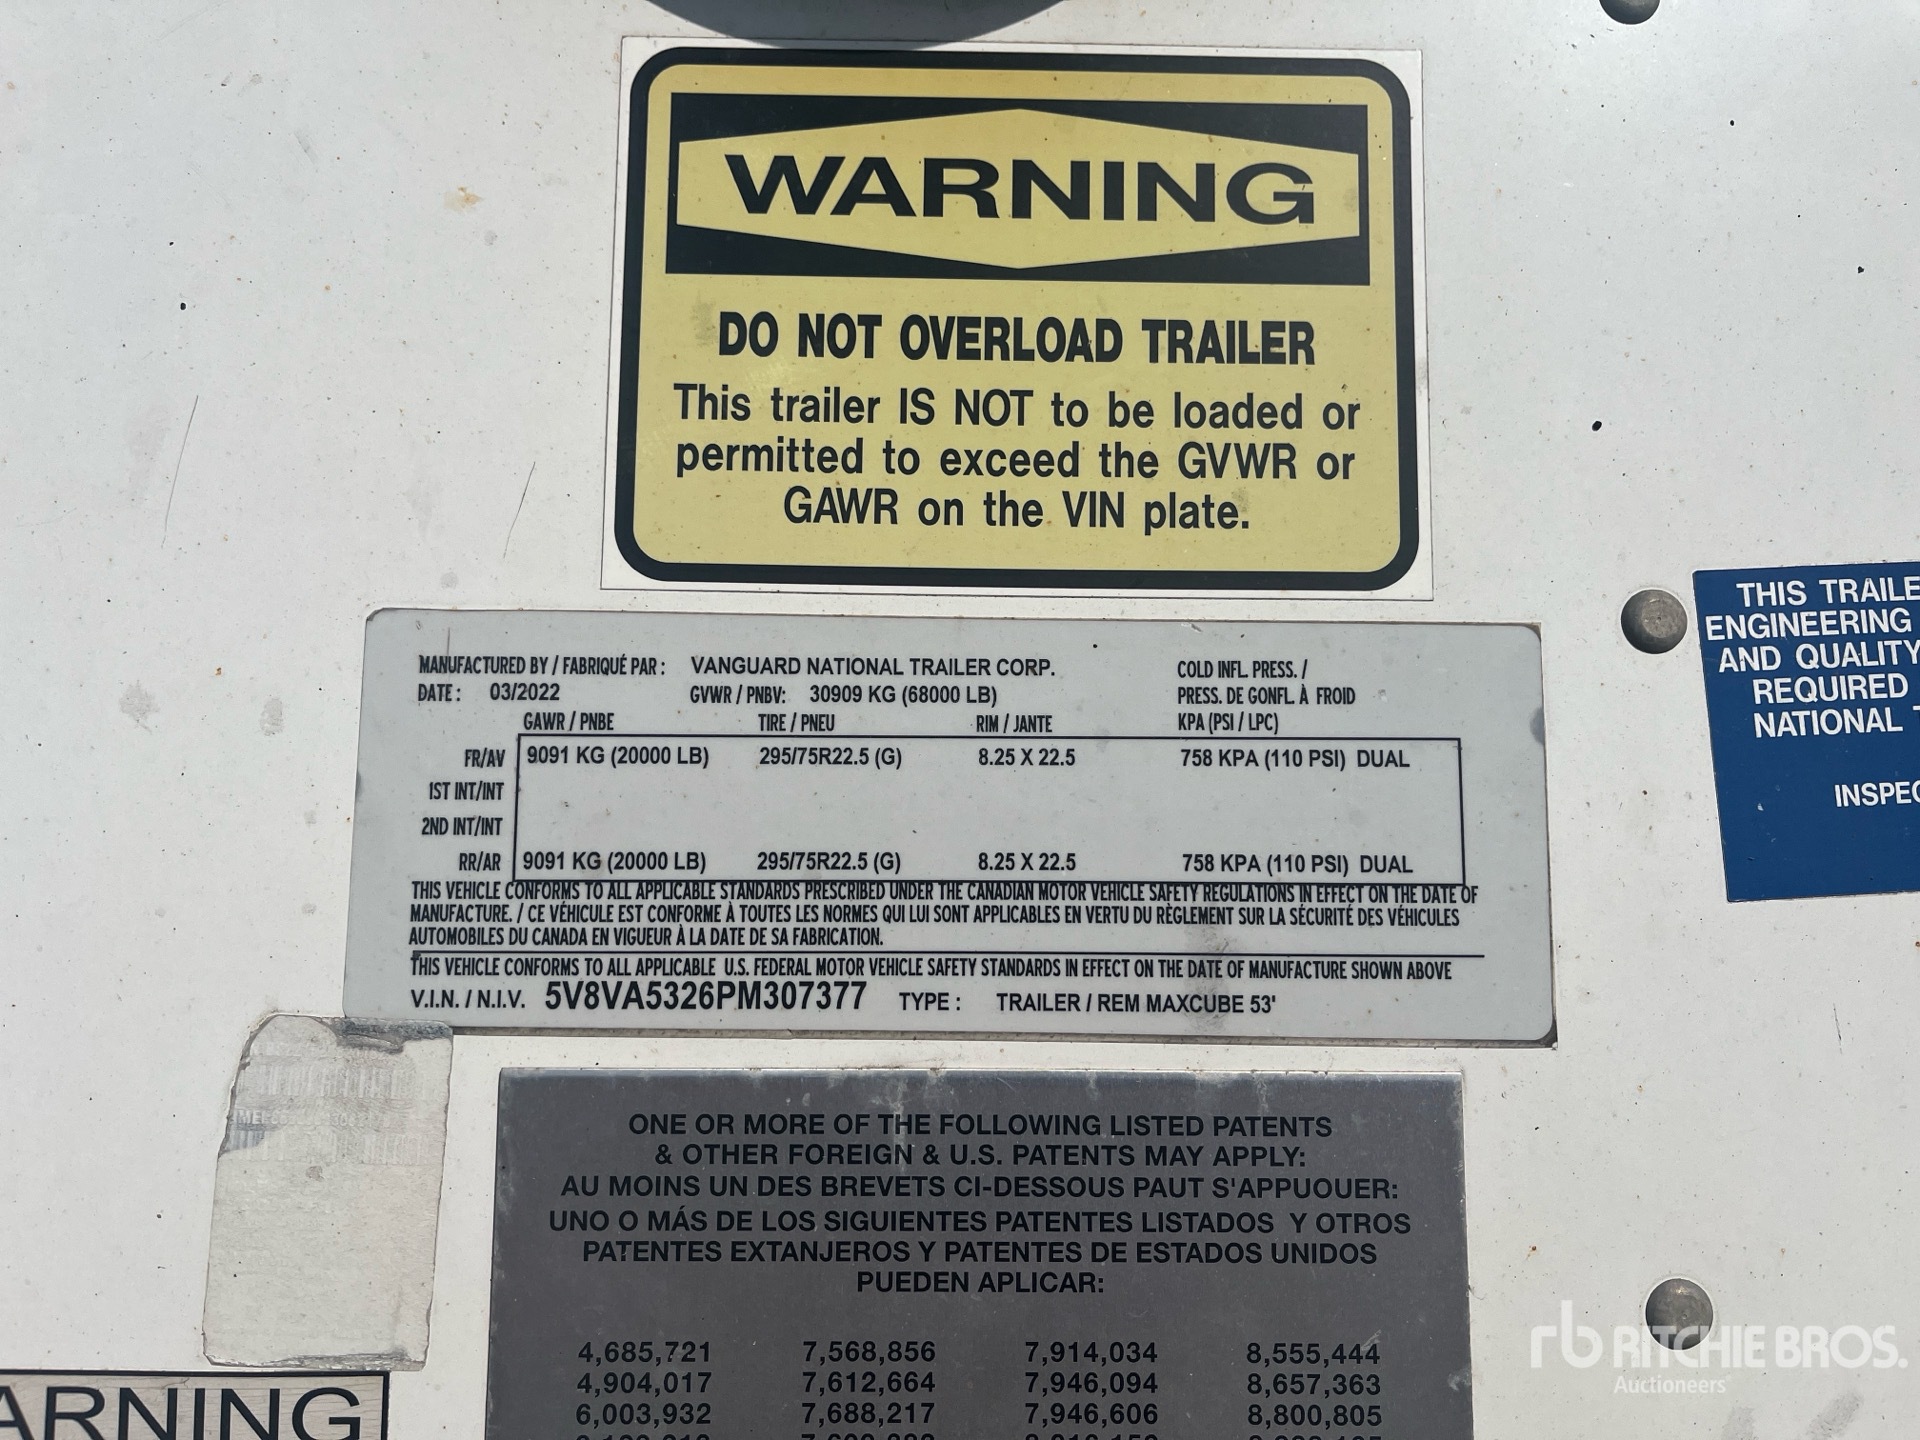 WARNING
DO NOT OVERLOAD TRAILER
This trailer IS NOT to be loaded or
permitted to exceed the GVWR or
GAWR on the VIN plate.
THIS TRAILE
ENGINEERING
AND QUALITY
REQUIRED
NATIONAL
INSPEC
MANUFACTURED BY / FABRIQUÉ PAR : VANGUARD NATIONAL TRAILER CORP. COLD INFL. PRESS. /
DATE : 03/2022 GVWR / PNBV: 30909 KG (68000 LB) PRESS. DE GONFL. À FROID
GAWR / PNBE TIRE / PNEU RIM / JANTE KPA (PSI / LPC)
FR/AV 9091 KG (20000 LB) 295/75R22.5 (G) 8.25 X 22.5 758 KPA (110 PSI) DUAL
1ST INT/INT
2ND INT/INT
RR/AR 9091 KG (20000 LB) 295/75R22.5 (G) 8.25 X 22.5 758 KPA (110 PSI) DUAL
THIS VEHICLE CONFORMS TO ALL APPLICABLE STANDARDS PRESCRIBED UNDER THE CANADIAN MOTOR VEHICLE SAFETY REGULATIONS IN EFFECT ON THE DATE OF
MANUFACTURE. / CE VÉHICULE EST CONFORME À TOUTES LES NORMES QUI LUI SONT APPLICABLES EN VERTU DU RÈGLEMENT SUR LA SÉCURITÉ DES VÉHICULES
AUTOMOBILES DU CANADA EN VIGUEUR À LA DATE DE SA FABRICATION.
THIS VEHICLE CONFORMS TO ALL APPLICABLE U.S. FEDERAL MOTOR VEHICLE SAFETY STANDARDS IN EFFECT ON THE DATE OF MANUFACTURE SHOWN ABOVE
V.I.N. / N.I.V. 5V8VA5326PM307377 TYPE : TRAILER / REM MAXCUBE 53'
ONE OR MORE OF THE FOLLOWING LISTED PATENTS
& OTHER FOREIGN & U.S. PATENTS MAY APPLY:
AU MOINS UN DES BREVETS CI-DESSOUS PAUT S'APPUOUER:
UNO O MÁS DE LOS SIGUIENTES PATENTES LISTADOS Y OTROS
PATENTES EXTANJEROS Y PATENTES DE ESTADOS UNIDOS
PUEDEN APLICAR:
4,685,721 7,568,856 7,914,034 8,555,444
4,904,017 7,612,664 7,946,094 8,657,363
6,003,932 7,688,217 7,946,606 8,800,805
ARNING
rb RITCHIE BROS.
Auctioneers